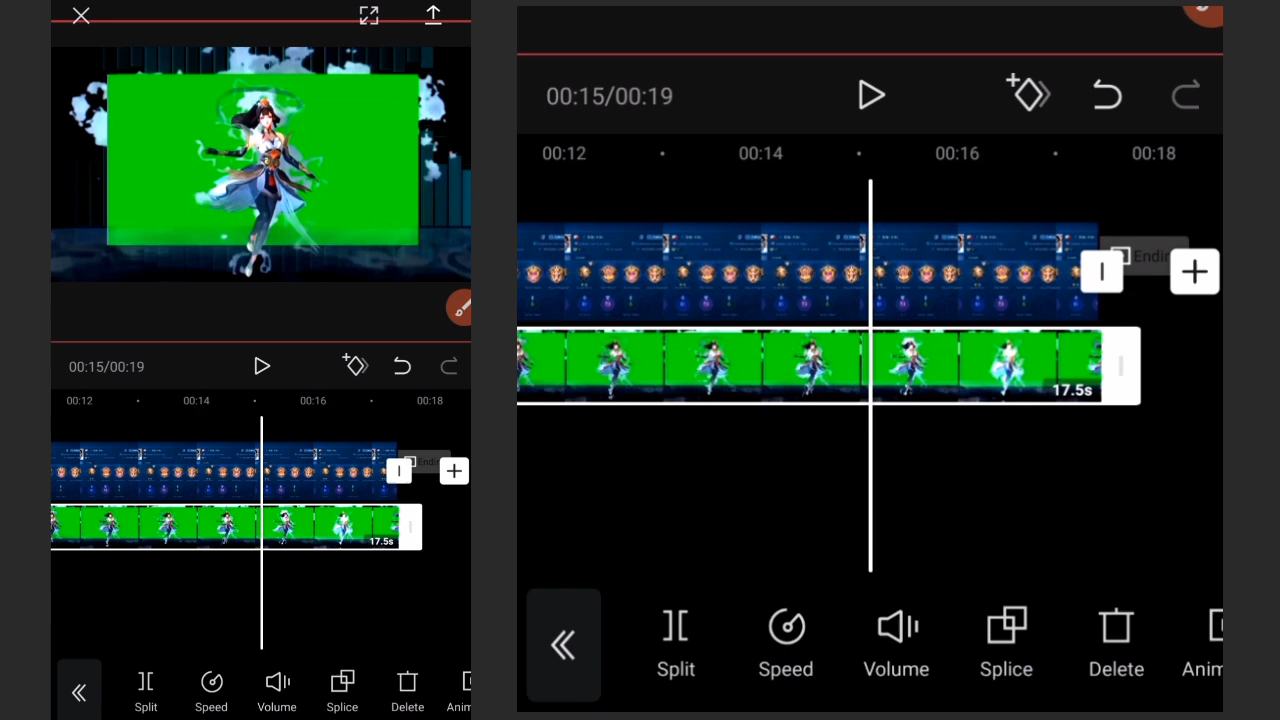 00:15/00:19
00:12
00:14
00:16
00:18
17.5s
Split
Speed
Volume
Splice
Delete
Anim
00:15/00:19
00:12
00:14
00:16
00:18
Endin
17.5s
Split
Speed
Volume
Splice
Delete
Anim